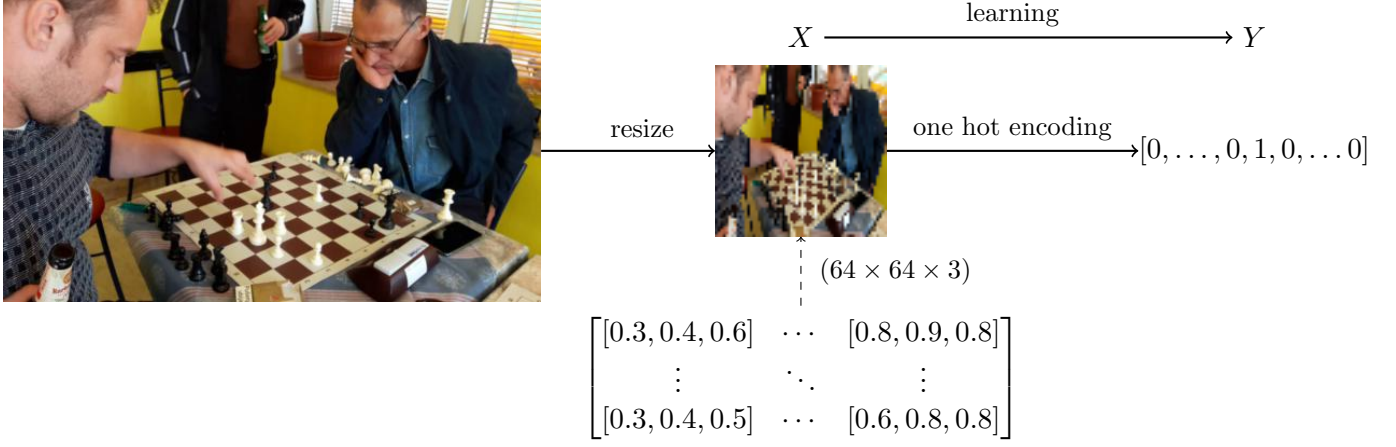 learning
X Y
resize
one hot encoding
[0, . . . , 0, 1, 0, . . . 0]
(64 × 64 × 3)
[0.3, 0.4, 0.6] ⋯ [0.8, 0.9, 0.8]
⋮ ⋱ ⋮
[0.3, 0.4, 0.5] ⋯ [0.6, 0.8, 0.8]